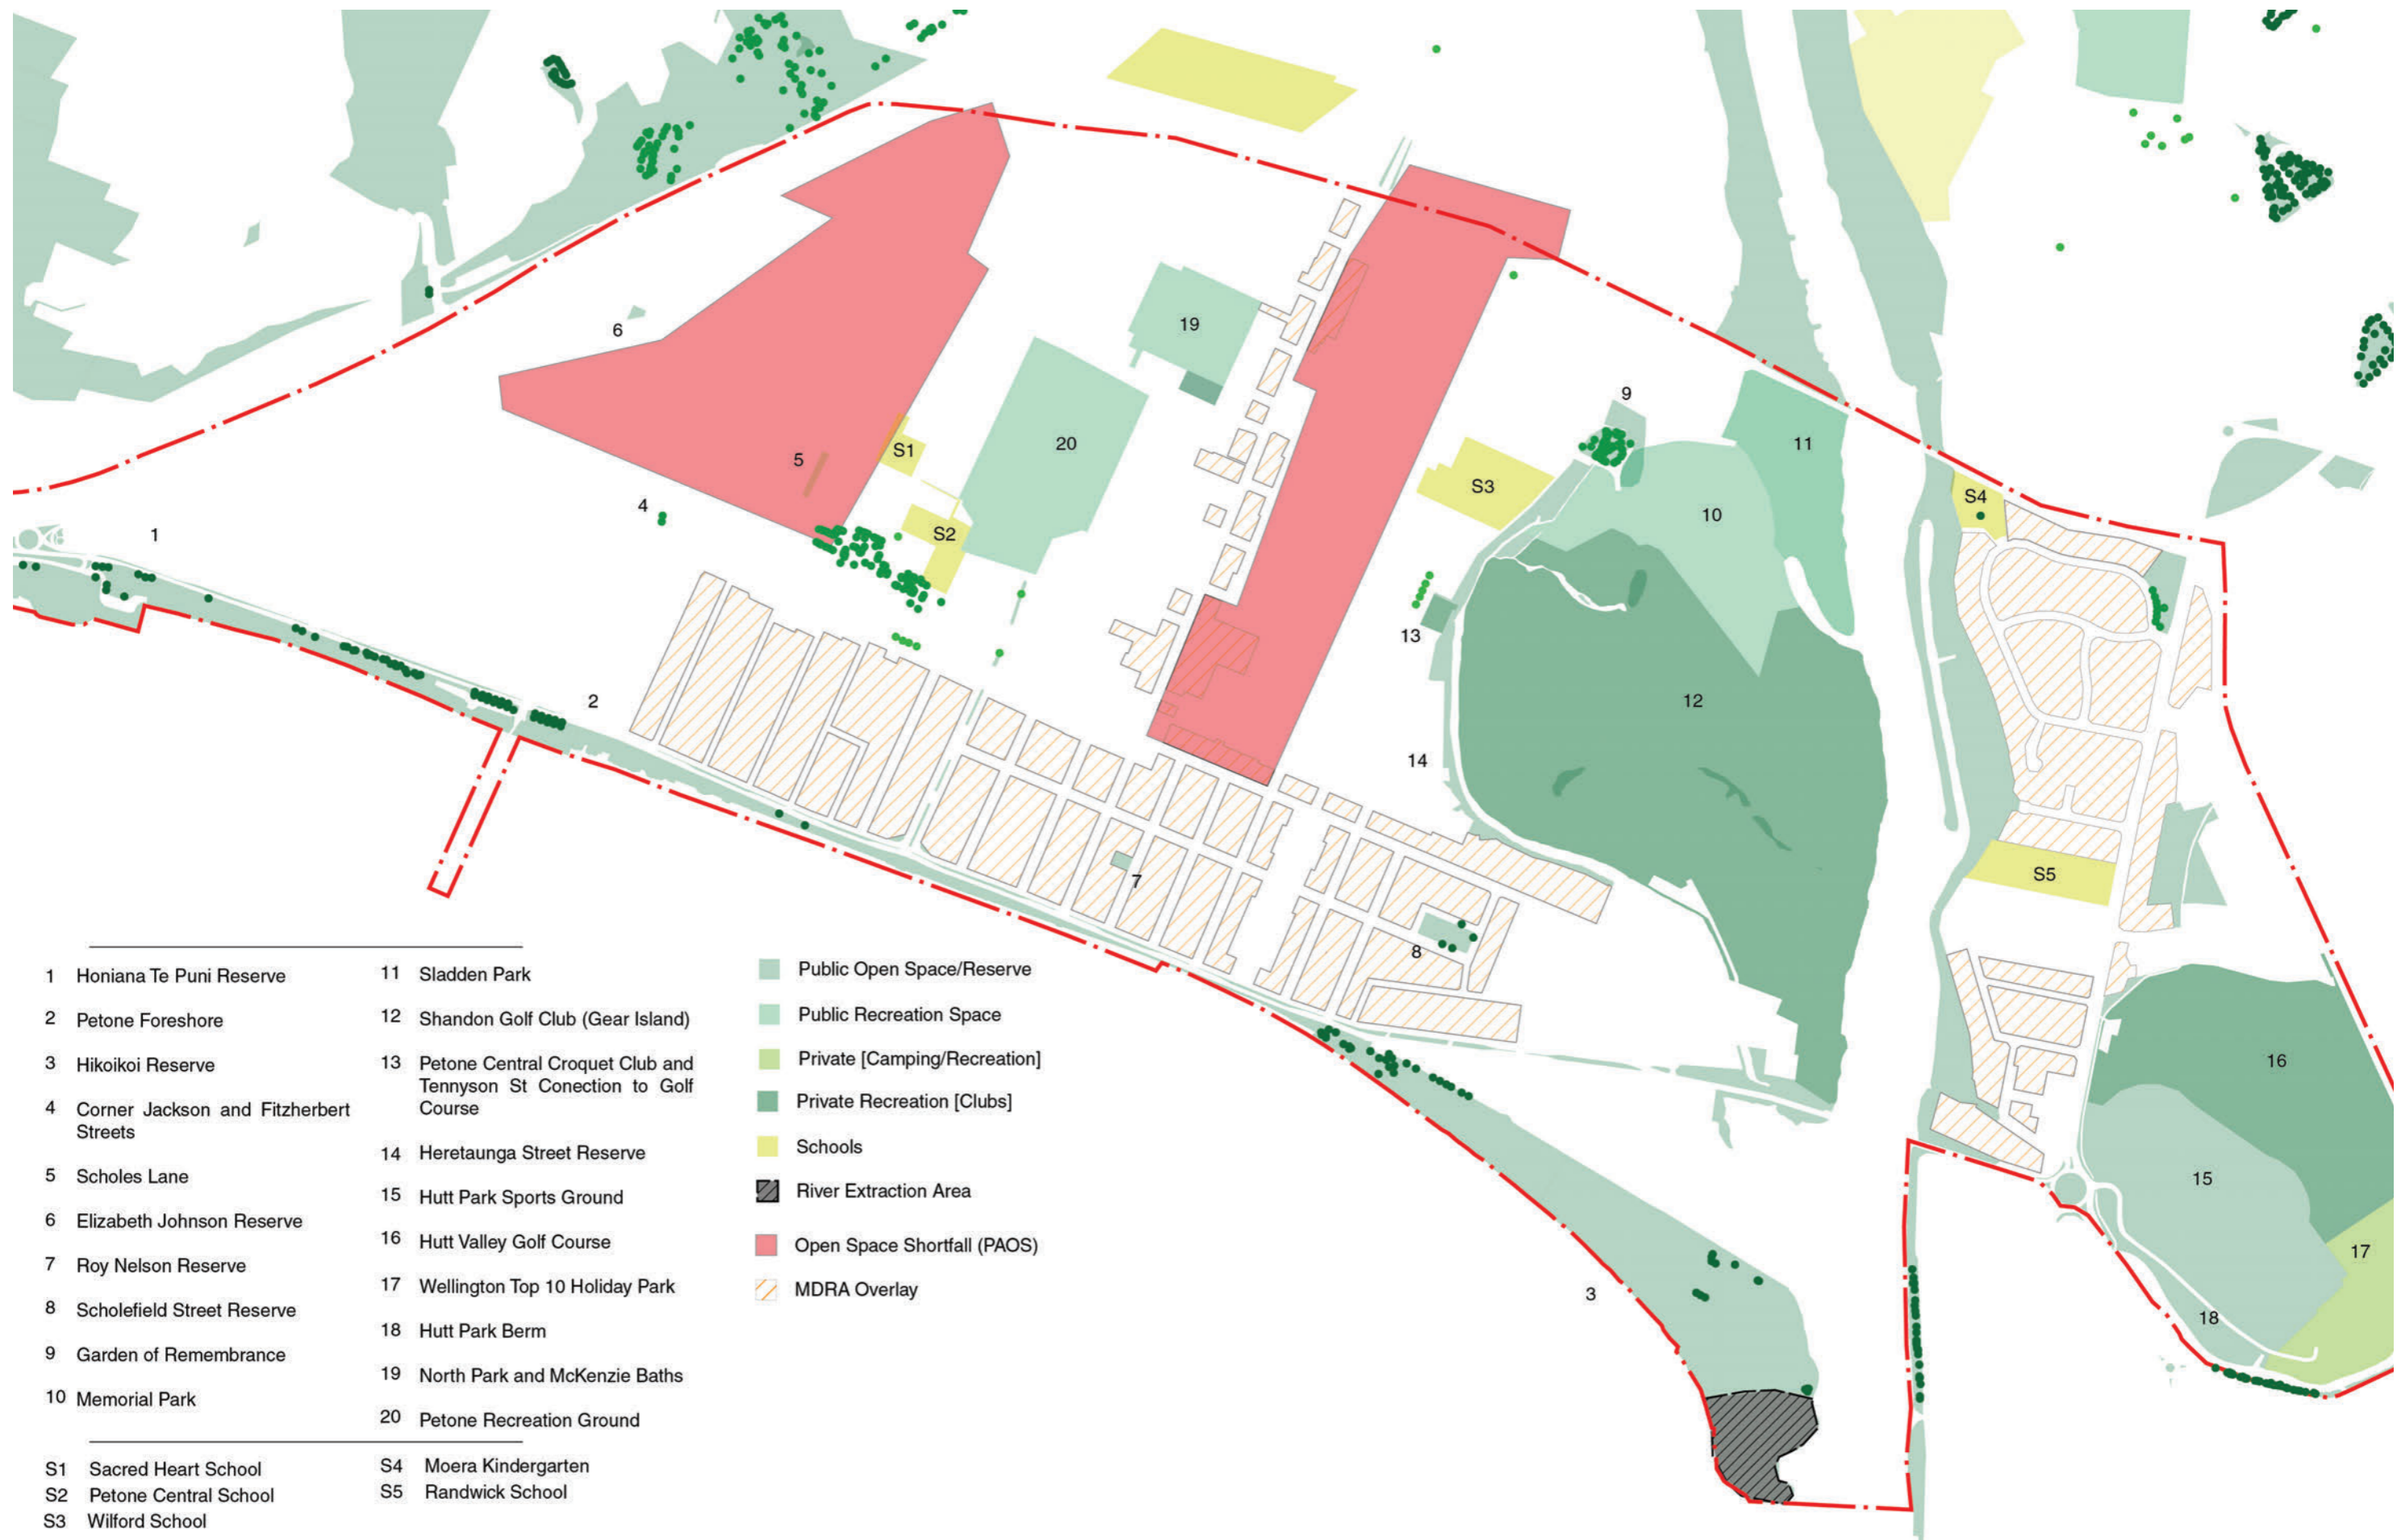 6
19
9
20
11
5
S1
S3
S4
4
S2
10
1
13
12
2
14
7
S5
8
16
15
3
17
18
1 Honiana Te Puni Reserve
2 Petone Foreshore
3 Hikoikoi Reserve
4 Corner Jackson and Fitzherbert
Streets
5 Scholes Lane
6 Elizabeth Johnson Reserve
7 Roy Nelson Reserve
8 Scholefield Street Reserve
9 Garden of Remembrance
10 Memorial Park
11 Sladden Park
12 Shandon Golf Club (Gear Island)
13 Petone Central Croquet Club and
Tennyson St Conection to Golf
Course
14 Heretaunga Street Reserve
15 Hutt Park Sports Ground
16 Hutt Valley Golf Course
17 Wellington Top 10 Holiday Park
18 Hutt Park Berm
19 North Park and McKenzie Baths
20 Petone Recreation Ground
Public Open Space/Reserve
Public Recreation Space
Private [Camping/Recreation]
Private Recreation [Clubs]
Schools
River Extraction Area
Open Space Shortfall (PAOS)
MDRA Overlay
S1 Sacred Heart School
S2 Petone Central School
S3 Wilford School
S4 Moera Kindergarten
S5 Randwick School